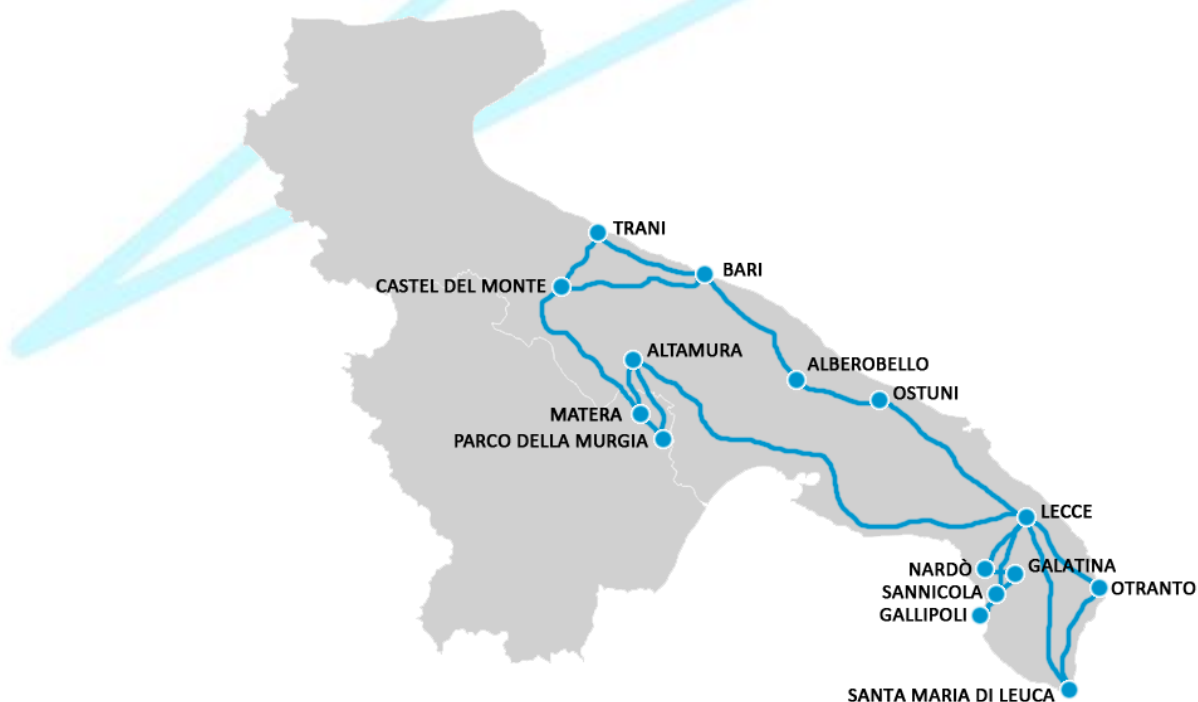 TRANI
BARI
CASTEL DEL MONTE
ALTAMURA
ALBEROBELLO
OSTUNI
MATERA
PARCO DELLA MURGIA
LECCE
GALATINA
NARDÒ
OTRANTO
SANNICOLA
GALLIPOLI
SANTA MARIA DI LEUCA